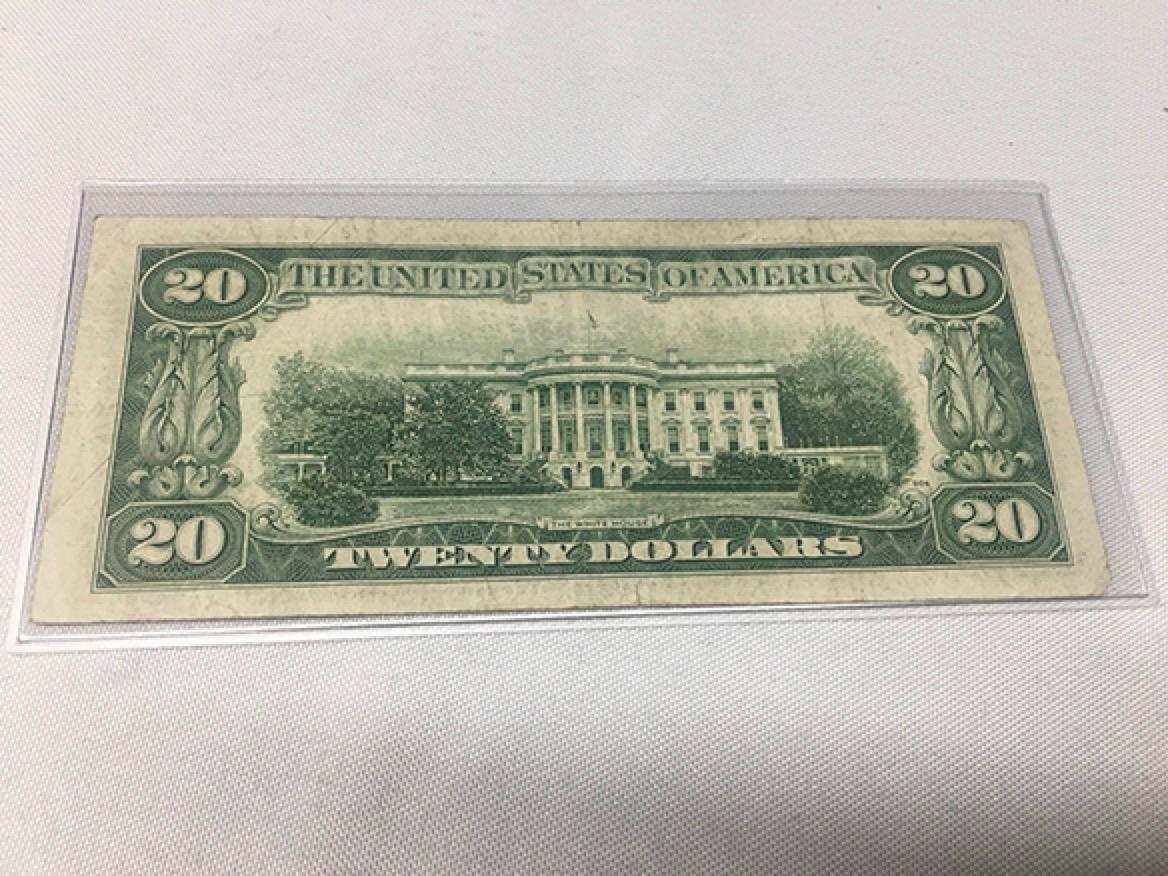 20 THE UNITED STATES OF AMERICA 20
THE WHITE HOUSE
20 TWENTY DOLLARS 20